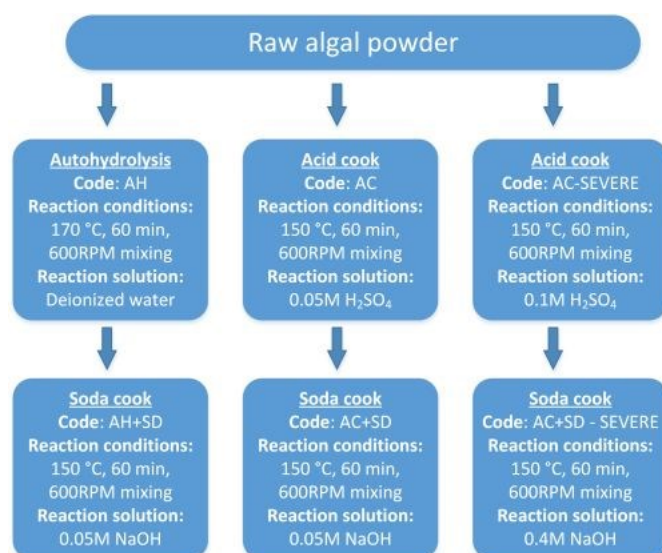 Raw algal powder
Autohydrolysis
Code: AH
Reaction conditions:
170 °C, 60 min,
600RPM mixing
Reaction solution:
Deionized water
Acid cook
Code: AC
Reaction conditions:
150 °C, 60 min,
600RPM mixing
Reaction solution:
0.05M H₂SO₄
Acid cook
Code: AC-SEVERE
Reaction conditions:
150 °C, 60 min,
600RPM mixing
Reaction solution:
0.1M H₂SO₄
Soda cook
Code: AH+SD
Reaction conditions:
150 °C, 60 min,
600RPM mixing
Reaction solution:
0.05M NaOH
Soda cook
Code: AC+SD
Reaction conditions:
150 °C, 60 min,
600RPM mixing
Reaction solution:
0.05M NaOH
Soda cook
Code: AC+SD - SEVERE
Reaction conditions:
150 °C, 60 min,
600RPM mixing
Reaction solution:
0.4M NaOH